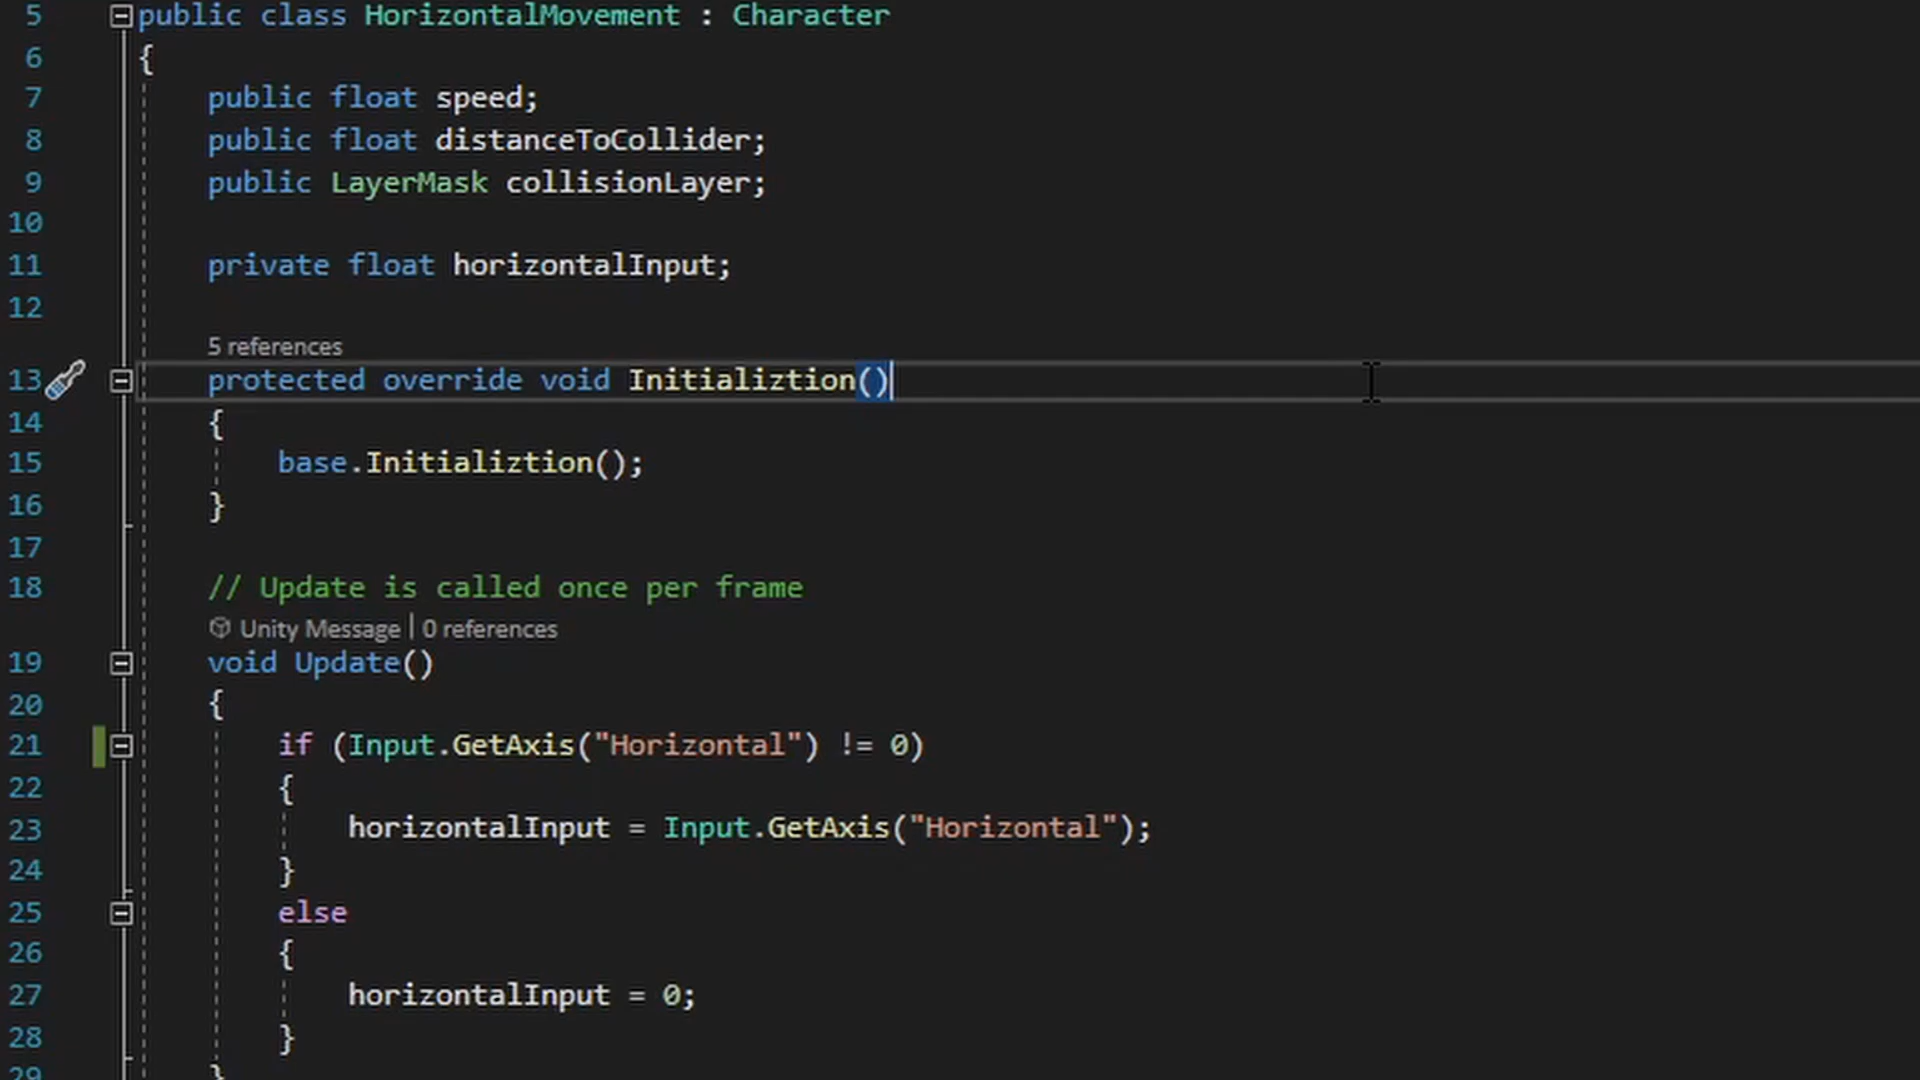 5 public class HorizontalMovement : Character
6 {
7 public float speed;
8 public float distanceToCollider;
9 public LayerMask collisionLayer;
10
11 private float horizontalInput;
12
5 references
13 protected override void Initializtion()
14 {
15 base.Initializtion();
16 }
17
18 // Update is called once per frame
Unity Message | 0 references
19 void Update()
20 {
21 if (Input.GetAxis("Horizontal") != 0)
22 {
23 horizontalInput = Input.GetAxis("Horizontal");
24 }
25 else
26 {
27 horizontalInput = 0;
28 }
29 }